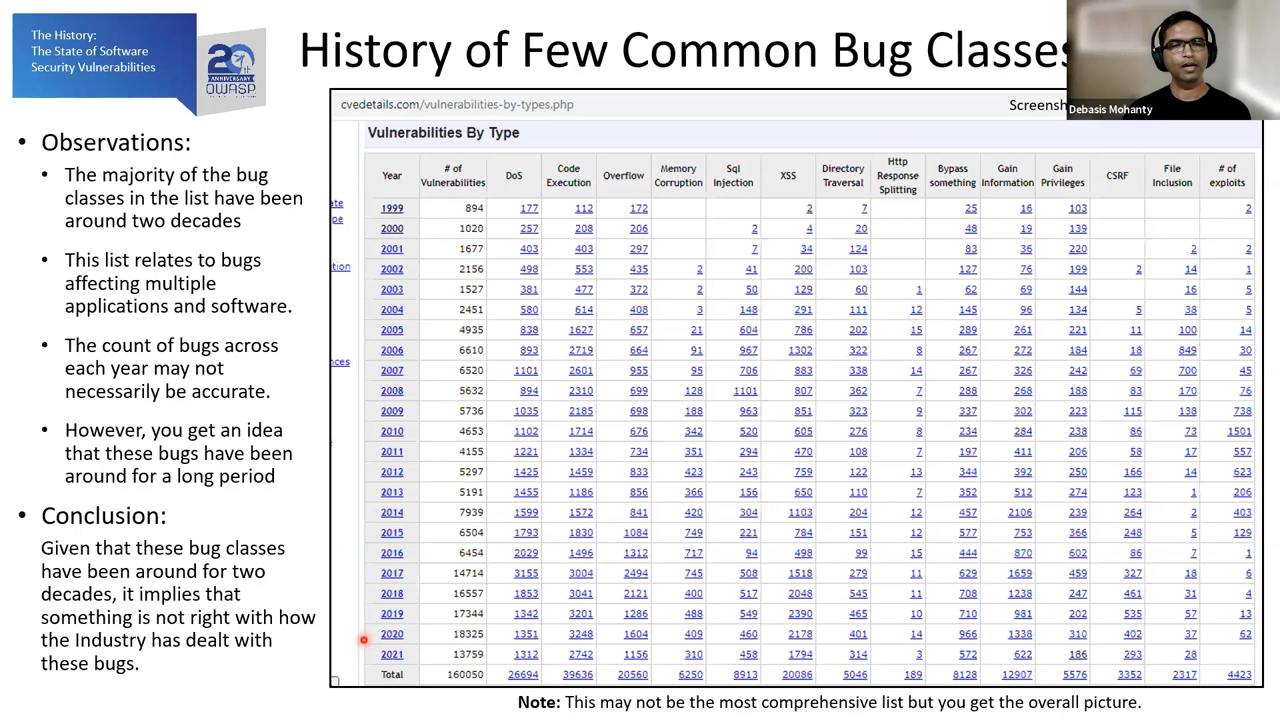 The History:
The State of Software
Security Vulnerabilities
20th
ANNIVERSARY
OWASP
History of Few Common Bug Classes
Debasis Mohanty
• Observations:
• The majority of the bug
classes in the list have been
around two decades
• This list relates to bugs
affecting multiple
applications and software.
• The count of bugs across
each year may not
necessarily be accurate.
• However, you get an idea
that these bugs have been
around for a long period
• Conclusion:
Given that these bug classes
have been around for two
decades, it implies that
something is not right with how
the Industry has dealt with
these bugs.
cvedetails.com/vulnerabilities-by-types.php Screensh
Vulnerabilities By Type
Year # of Vulnerabilities DoS Code Execution Overflow Memory Corruption Sql Injection XSS Directory Traversal Http Response Splitting Bypass something Gain Information Gain Privileges CSRF File Inclusion # of exploits
1999 894 177 112 172 2 7 25 16 103 2
2000 1020 257 208 206 2 4 20 48 19 139
2001 1677 403 403 297 7 34 124 83 36 220 2 2
2002 2156 498 553 435 2 41 200 103 127 76 199 2 14 1
2003 1527 381 477 372 2 50 129 60 1 62 69 144 16 5
2004 2451 580 614 408 3 148 291 111 12 145 96 134 5 38 5
2005 4935 838 1627 657 21 604 786 202 15 289 261 221 11 100 14
2006 6610 893 2719 664 91 967 1302 322 8 267 272 184 18 849 30
2007 6520 1101 2601 955 95 706 883 338 14 267 326 242 69 700 45
2008 5632 894 2310 699 128 1101 807 362 7 288 268 188 83 170 76
2009 5736 1035 2185 698 188 963 851 323 9 337 302 223 115 138 738
2010 4653 1102 1714 676 342 520 605 276 8 234 284 238 86 73 1501
2011 4155 1221 1334 734 351 294 470 108 7 197 411 206 58 17 557
2012 5297 1425 1459 833 423 243 759 122 13 344 392 250 166 14 623
2013 5191 1455 1186 856 366 156 650 110 7 352 512 274 123 1 206
2014 7939 1599 1572 841 420 304 1103 204 12 457 2106 239 264 2 403
2015 6504 1793 1830 1084 749 221 784 151 12 577 753 366 248 5 129
2016 6454 2029 1496 1312 717 94 498 99 15 444 870 602 86 7 1
2017 14714 3155 3004 2494 745 508 1518 279 11 629 1659 459 327 18 6
2018 16557 1853 3041 2121 400 517 2048 545 11 708 1238 247 461 31 4
2019 17344 1342 3201 1286 488 549 2390 465 10 710 981 202 535 57 13
2020 18325 1351 3248 1604 409 460 2178 401 14 966 1338 310 402 37 62
2021 13759 1312 2742 1156 310 458 1794 314 3 572 622 186 293 28
Total 160050 26694 39636 20560 6250 8913 20086 5046 189 8128 12907 5576 3352 2317 4423
ate
pe
tion
nces
Note: This may not be the most comprehensive list but you get the overall picture.